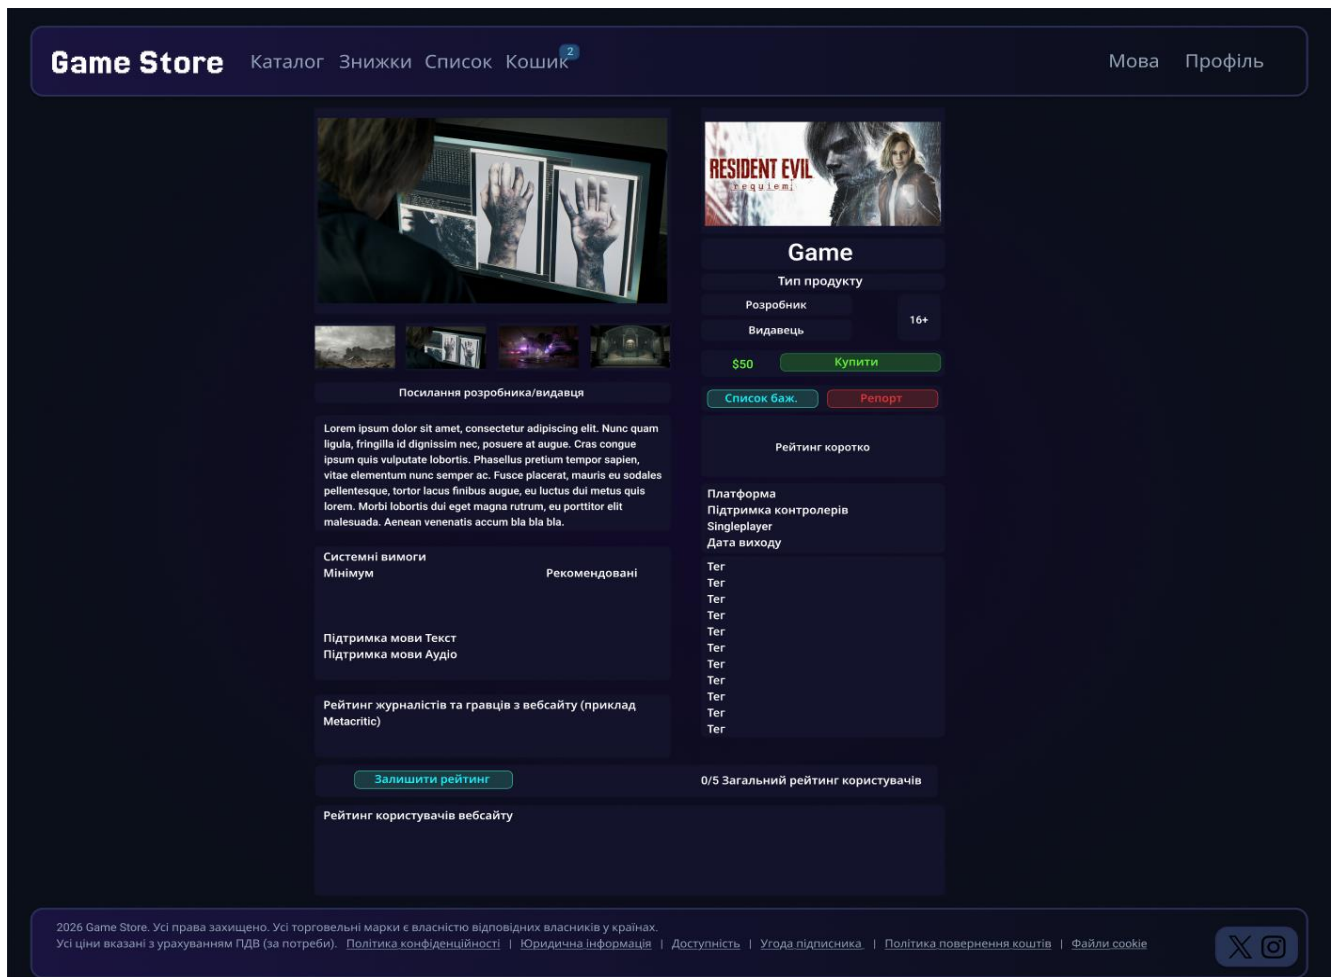 Game Store
Каталог Знижки Список Кошик 2
Мова Профіль
RESIDENT EVIL
requiem
Game
Тип продукту
Розробник
Видавець
16+
$50 Купити
Список баж. Репорт
Рейтинг коротко
Платформа
Підтримка контролерів
Singleplayer
Дата виходу
Тег
Тег
Тег
Тег
Тег
Тег
Тег
Тег
Тег
Тег
Тег
Посилання розробника/видавця
Lorem ipsum dolor sit amet, consectetur adipiscing elit. Nunc quam
ligula, fringilla id dignissim nec, posuere at augue. Cras congue
ipsum quis vulputate lobortis. Phasellus pretium tempor sapien,
vitae elementum nunc semper ac. Fusce placerat, mauris eu sodales
pellentesque, tortor lacus finibus augue, eu luctus dui metus quis
lorem. Morbi lobortis dui eget magna rutrum, eu porttitor elit
malesuada. Aenean venenatis accum bla bla bla.
Системні вимоги
Мінімум Рекомендовані
Підтримка мови Текст
Підтримка мови Аудіо
Рейтинг журналістів та гравців з вебсайту (приклад
Metacritic)
Залишити рейтинг
0/5 Загальний рейтинг користувачів
Рейтинг користувачів вебсайту
2026 Game Store. Усі права захищено. Усі торговельні марки є власністю відповідних власників у країнах.
Усі ціни вказані з урахуванням ПДВ (за потреби). Політика конфіденційності | Юридична інформація | Доступність | Угода підписника | Політика повернення коштів | Файли cookie